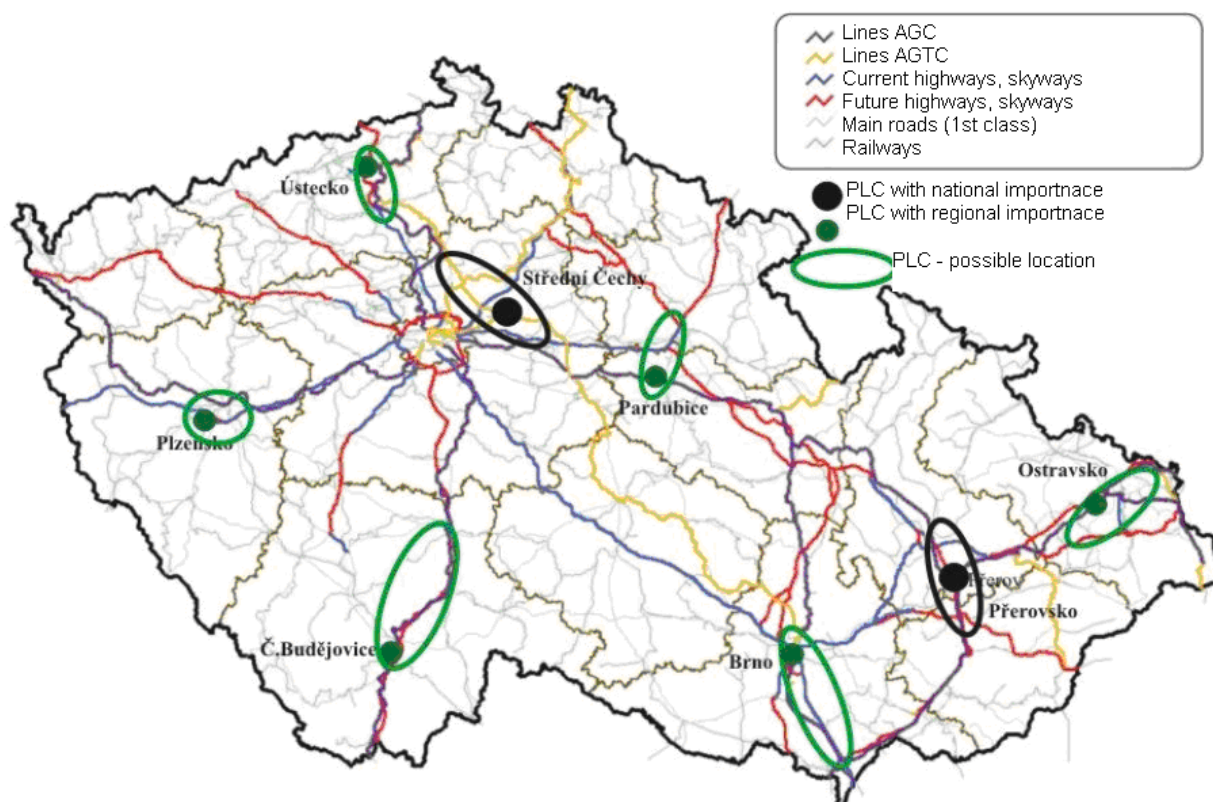 Lines AGC
Lines AGTC
Current highways, skyways
Future highways, skyways
Main roads (1st class)
Railways
PLC with national importnace
PLC with regional importnace
PLC - possible location
Ústecko
Střední Čechy
Pardubice
Plzeňsko
Ostravsko
Přerov
Přerovsko
Č.Budějovice
Brno